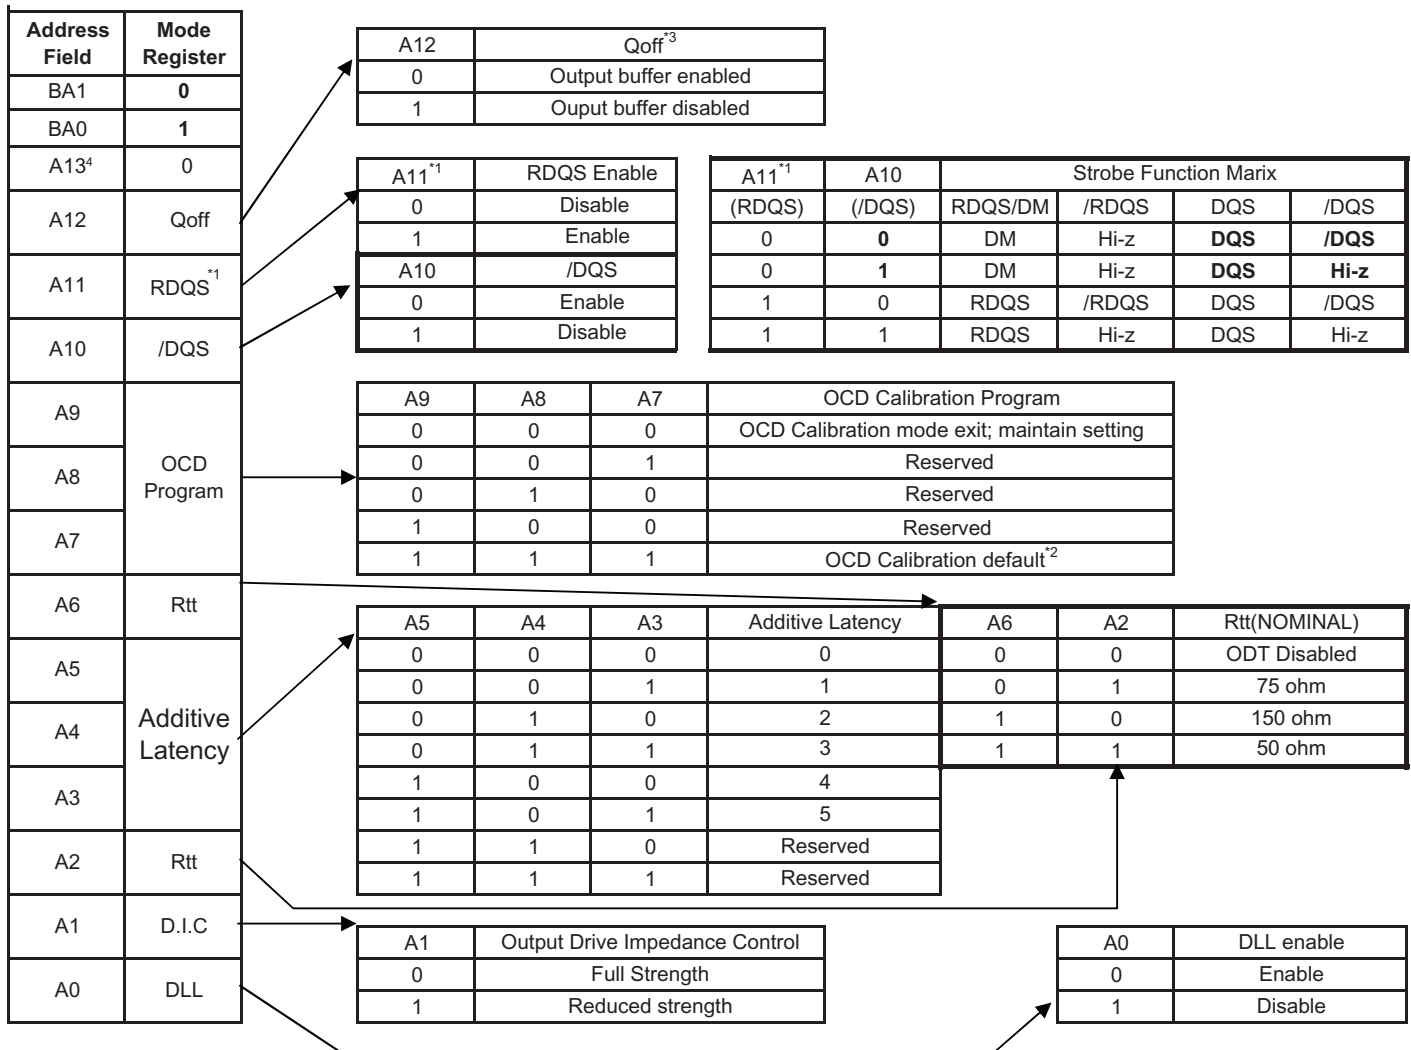 Address Field Mode Register
BA1 0
BA0 1
A13⁴ 0
A12 Qoff
A11 RDQS*1
A10 /DQS
A9
A8
A7
OCD
Program
A6 Rtt
A5
A4
A3
Additive
Latency
A2 Rtt
A1 D.I.C
A0 DLL
A12 Qoff*3
0 Output buffer enabled
1 Ouput buffer disabled
A11*1 RDQS Enable
0 Disable
1 Enable
A10 /DQS
0 Enable
1 Disable
A11*1 A10 Strobe Function Marix
(RDQS) (/DQS) RDQS/DM /RDQS DQS /DQS
0 0 DM Hi-z DQS /DQS
0 1 DM Hi-z DQS Hi-z
1 0 RDQS /RDQS DQS /DQS
1 1 RDQS Hi-z DQS Hi-z
A9 A8 A7 OCD Calibration Program
0 0 0 OCD Calibration mode exit; maintain setting
0 0 1 Reserved
0 1 0 Reserved
1 0 0 Reserved
1 1 1 OCD Calibration default*2
A5 A4 A3 Additive Latency
0 0 0 0
0 0 1 1
0 1 0 2
0 1 1 3
1 0 0 4
1 0 1 5
1 1 0 Reserved
1 1 1 Reserved
A6 A2 Rtt(NOMINAL)
0 0 ODT Disabled
0 1 75 ohm
1 0 150 ohm
1 1 50 ohm
A1 Output Drive Impedance Control
0 Full Strength
1 Reduced strength
A0 DLL enable
0 Enable
1 Disable